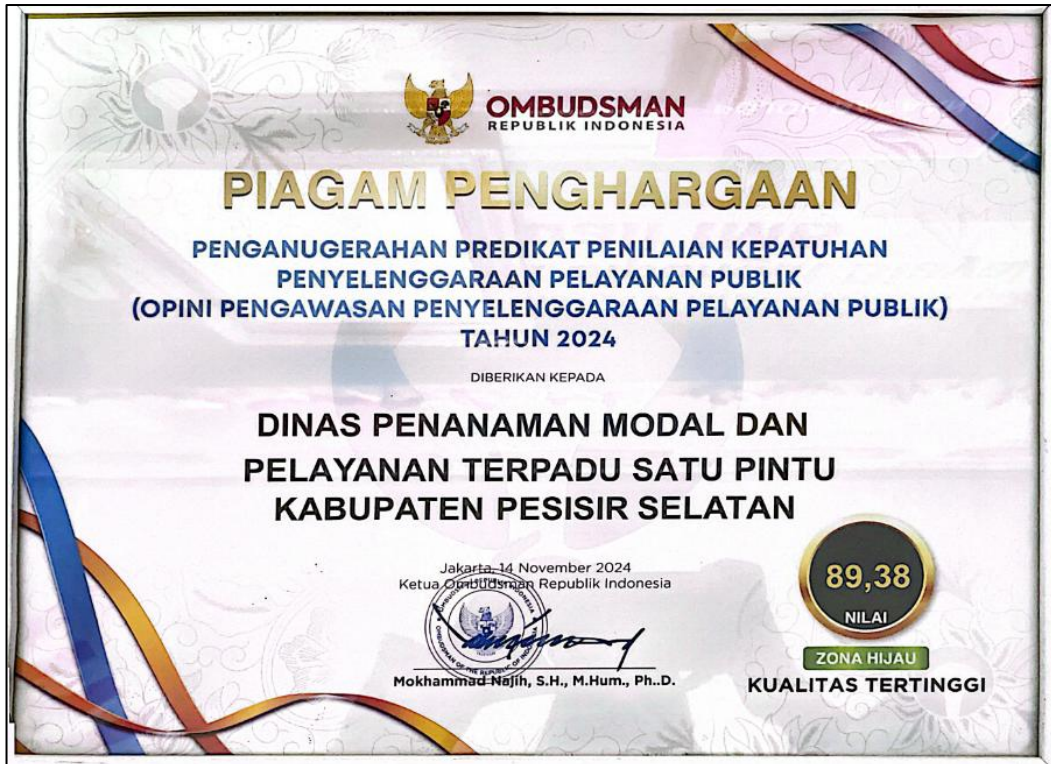 OMBUDSMAN
REPUBLIK INDONESIA
PIAGAM PENGHARGAAN
PENGANUGERAHAN PREDIKAT PENILAIAN KEPATUHAN
PENYELENGGARAAN PELAYANAN PUBLIK
(OPINI PENGAWASAN PENYELENGGARAAN PELAYANAN PUBLIK)
TAHUN 2024
DIBERIKAN KEPADA
DINAS PENANAMAN MODAL DAN
PELAYANAN TERPADU SATU PINTU
KABUPATEN PESISIR SELATAN
Jakarta, 14 November 2024
Ketua Ombudsman Republik Indonesia
Mokhammad Najih, S.H., M.Hum., Ph..D.
89,38
NILAI
ZONA HIJAU
KUALITAS TERTINGGI